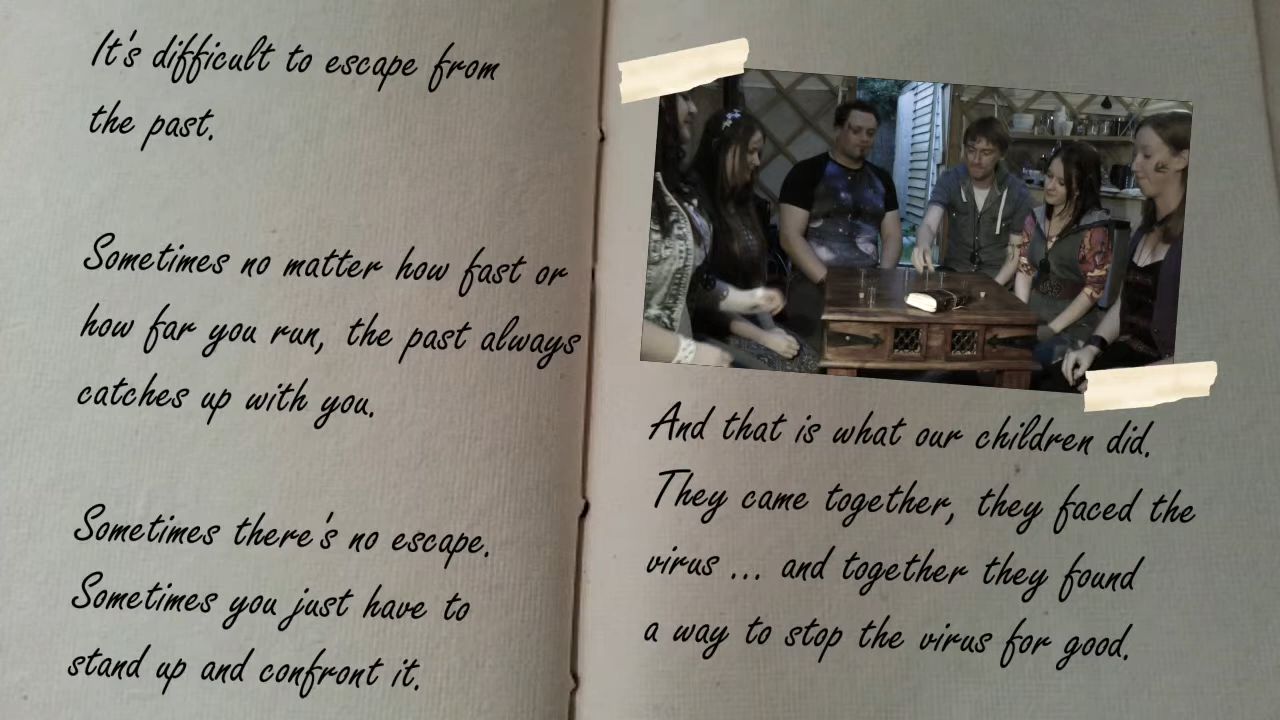 It's difficult to escape from
the past.
Sometimes no matter how fast or
how far you run, the past always
catches up with you.
Sometimes there's no escape.
Sometimes you just have to
stand up and confront it.
And that is what our children did.
They came together, they faced the
virus ... and together they found
a way to stop the virus for good.